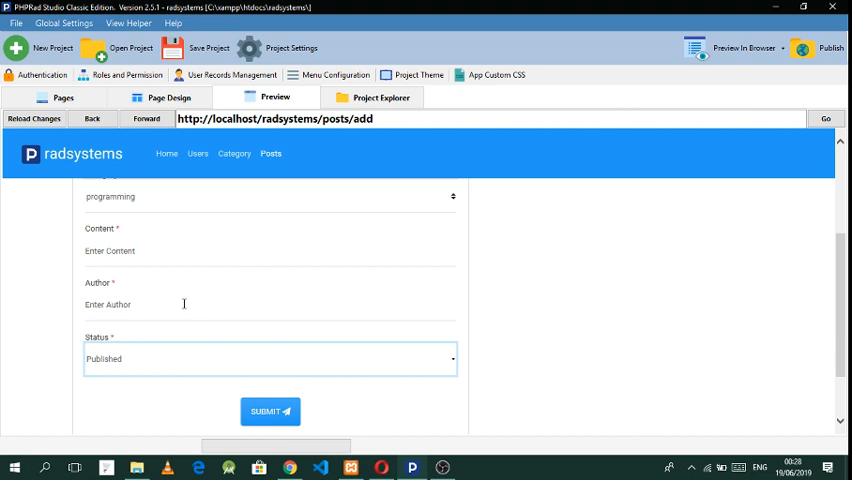 PHPRad Studio Classic Edition. Version 2.5.1 - radsystems [C:\xampp\htdocs\radsystems\]
File Global Settings View Helper Help
New Project Open Project Save Project Project Settings Preview In Browser Publish
Authentication Roles and Permission User Records Management Menu Configuration Project Theme App Custom CSS
Pages Page Design Preview Project Explorer
Reload Changes Back Forward http://localhost/radsystems/posts/add Go
radsystems Home Users Category Posts
programming
Content *
Enter Content
Author *
Enter Author
Status *
Published
SUBMIT
ENG 00:28
19/06/2019